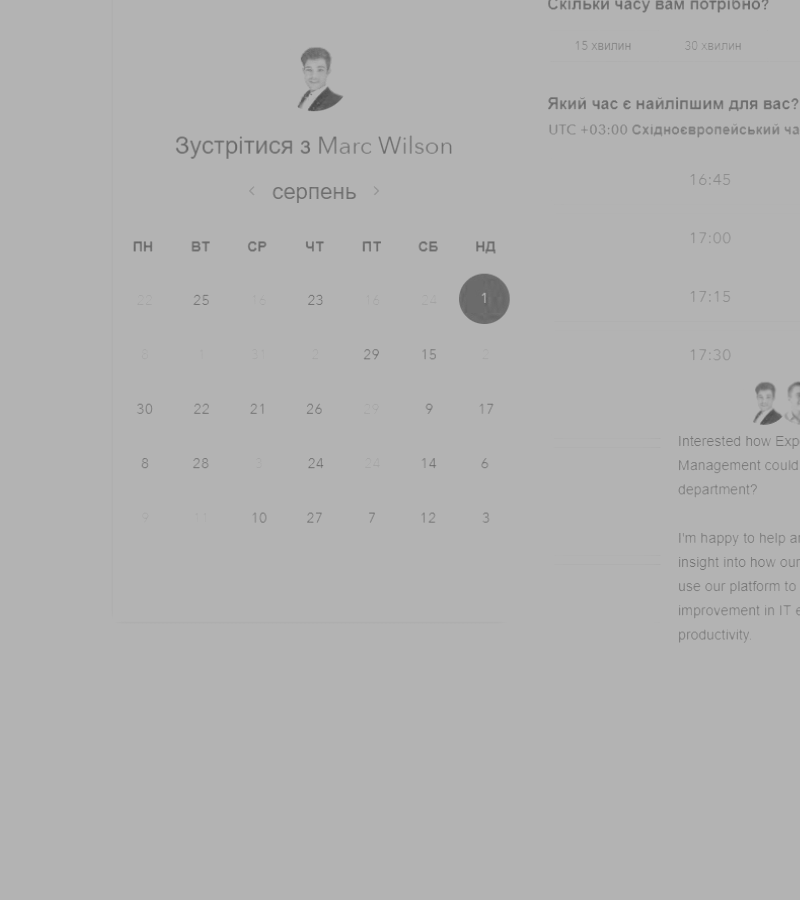 Зустрітися з Marc Wilson
серпень
ПН ВТ СР ЧТ ПТ СБ НД
22 25 16 23 16 24 1
6 1 31 2 29 15 2
30 22 21 26 29 9 17
8 28 3 24 24 14 6
9 11 10 27 7 12 3
Скільки часу вам потрібно?
15 хвилин 30 хвилин
Який час є найліпшим для вас?
UTC +03:00 Східноєвропейський ча
16:45
17:00
17:15
17:30
Interested how Exp
Management could
department?
I'm happy to help a
insight into how our
use our platform to
improvement in IT e
productivity.